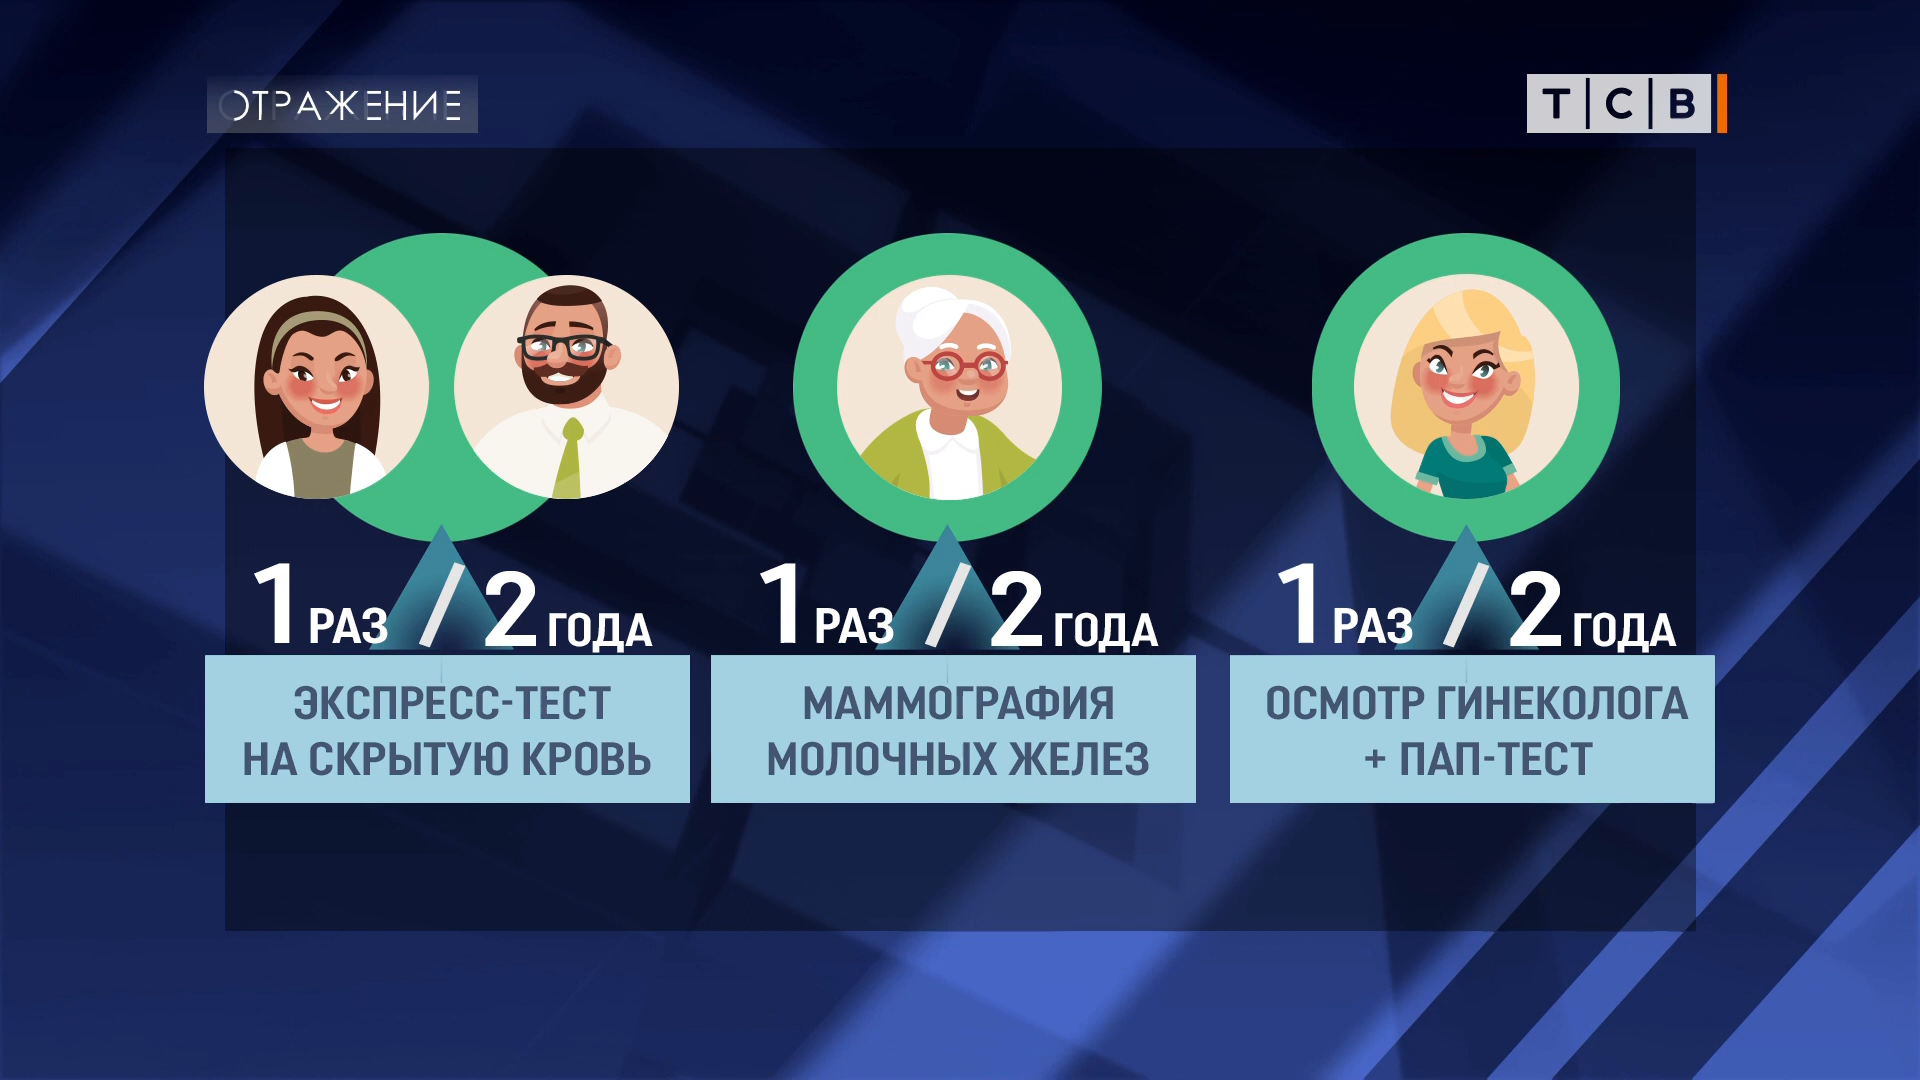 ОТРАЖЕНИЕ
ТСВ
1 РАЗ / 2 ГОДА
ЭКСПРЕСС-ТЕСТ
НА СКРЫТУЮ КРОВЬ
1 РАЗ / 2 ГОДА
МАММОГРАФИЯ
МОЛОЧНЫХ ЖЕЛЕЗ
1 РАЗ / 2 ГОДА
ОСМОТР ГИНЕКОЛОГА
+ ПАП-ТЕСТ